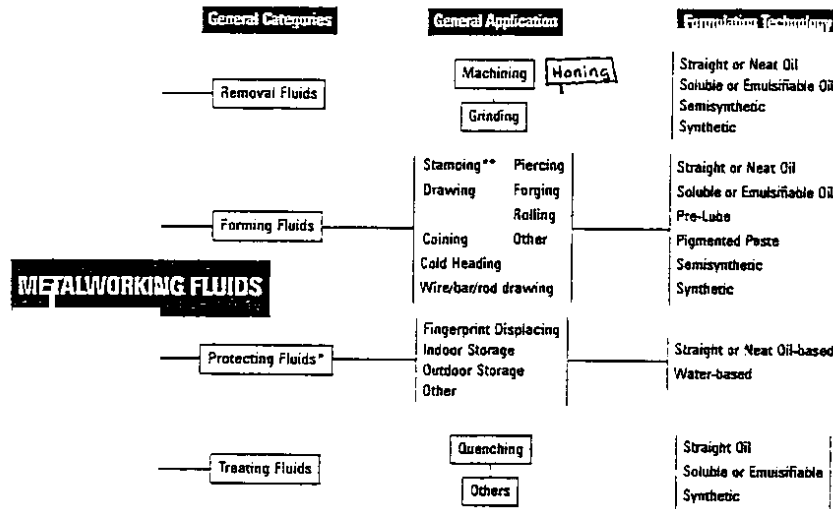 General Categories
General Application
Formulation Technology
Removal Fluids
Machining
Honing
Grinding
Straight or Neat Oil
Soluble or Emulsifiable Oil
Semisynthetic
Synthetic
Forming Fluids
Stamping** Piercing
Drawing Forging
Rolling
Coining Other
Cold Heading
Wire/bar/rod drawing
Straight or Neat Oil
Soluble or Emulsifiable Oil
Pre-Lube
Pigmented Paste
Semisynthetic
Synthetic
METALWORKING FLUIDS
Protecting Fluids*
Fingerprint Displacing
Indoor Storage
Outdoor Storage
Other
Straight or Neat Oil-based
Water-based
Treating Fluids
Quenching
Others
Straight Oil
Soluble or Emulsifiable
Synthetic